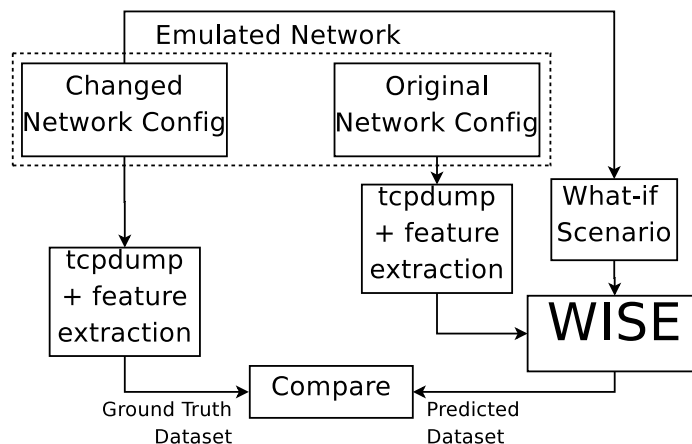 Emulated Network
Changed
Network Config
Original
Network Config
tcpdump
+ feature
extraction
What-if
Scenario
tcpdump
+ feature
extraction
WISE
Compare
Ground Truth
Dataset
Predicted
Dataset